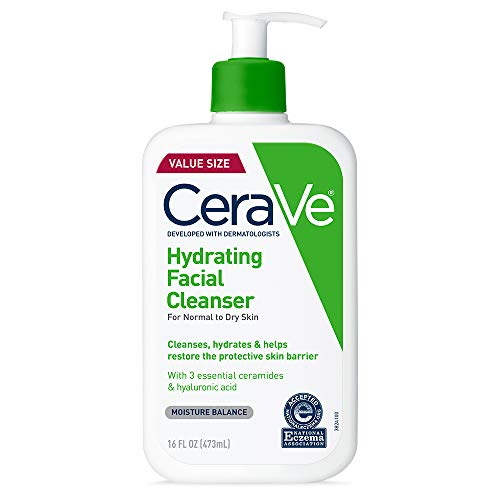 VALUE SIZE
CeraVe®
DEVELOPED WITH DERMATOLOGISTS
Hydrating
Facial
Cleanser
For Normal to Dry Skin
Cleanses, hydrates & helps
restore the protective skin barrier
With 3 essential ceramides
& hyaluronic acid
MOISTURE BALANCE
16 FL OZ (473mL)
ACCEPTED
NATIONALECZEMA.ORG
NATIONAL
Eczema
ASSOCIATION